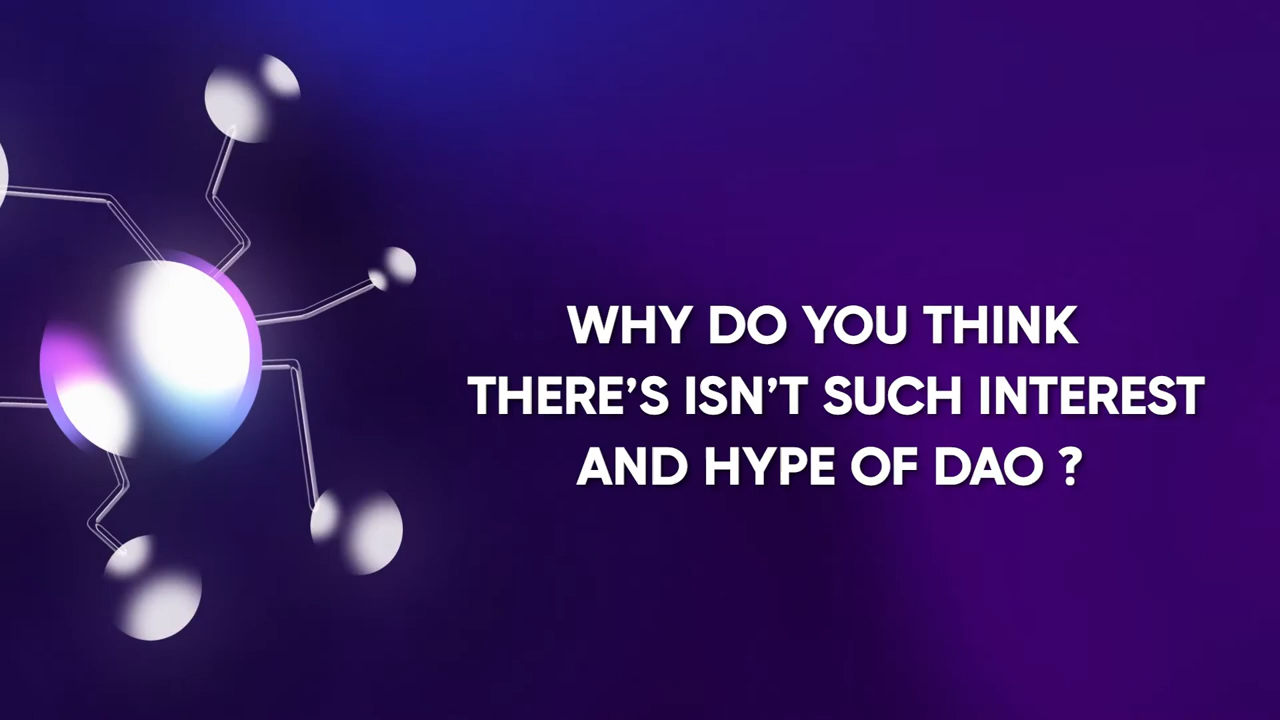 WHY DO YOU THINK
THERE’S ISN’T SUCH INTEREST
AND HYPE OF DAO ?